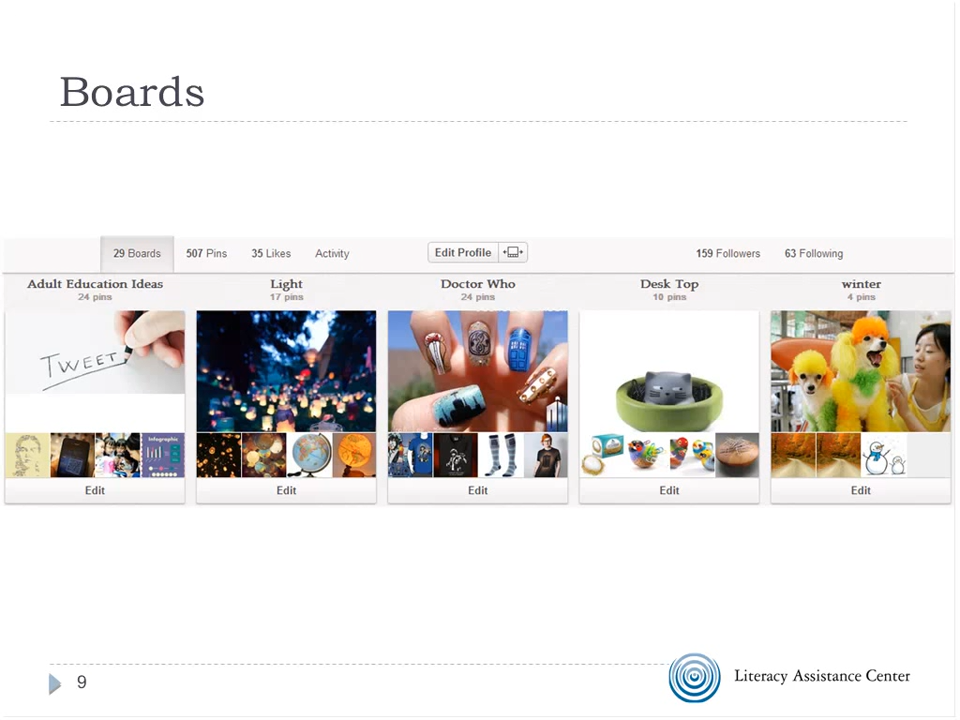 Boards
29 Boards 507 Pins 35 Likes Activity Edit Profile 159 Followers 63 Following
Adult Education Ideas Light Doctor Who Desk Top winter
24 pins 17 pins 24 pins 10 pins 4 pins
TWEET
Infographic
Edit Edit Edit Edit Edit
9 Literacy Assistance Center